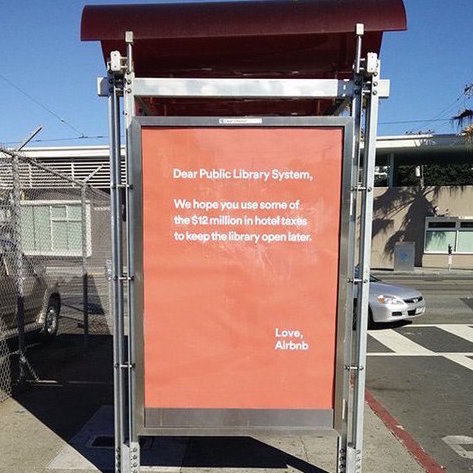 Dear Public Library System,
We hope you use some of
the $12 million in hotel taxes
to keep the library open later.
Love,
Airbnb